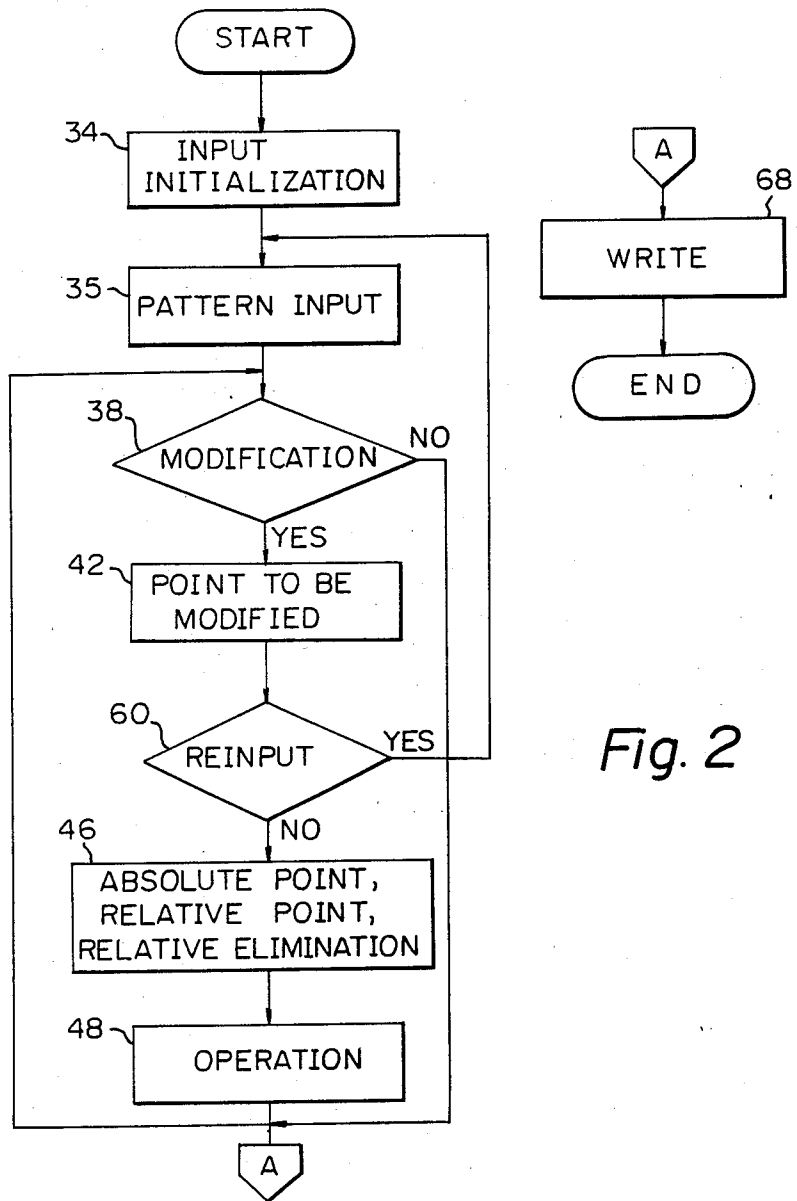 START
34
INPUT
INITIALIZATION
35
PATTERN INPUT
38
MODIFICATION
NO
YES
42
POINT TO BE
MODIFIED
60
REINPUT
YES
NO
46
ABSOLUTE POINT,
RELATIVE POINT,
RELATIVE ELIMINATION
48
OPERATION
A
A
68
WRITE
END
Fig. 2